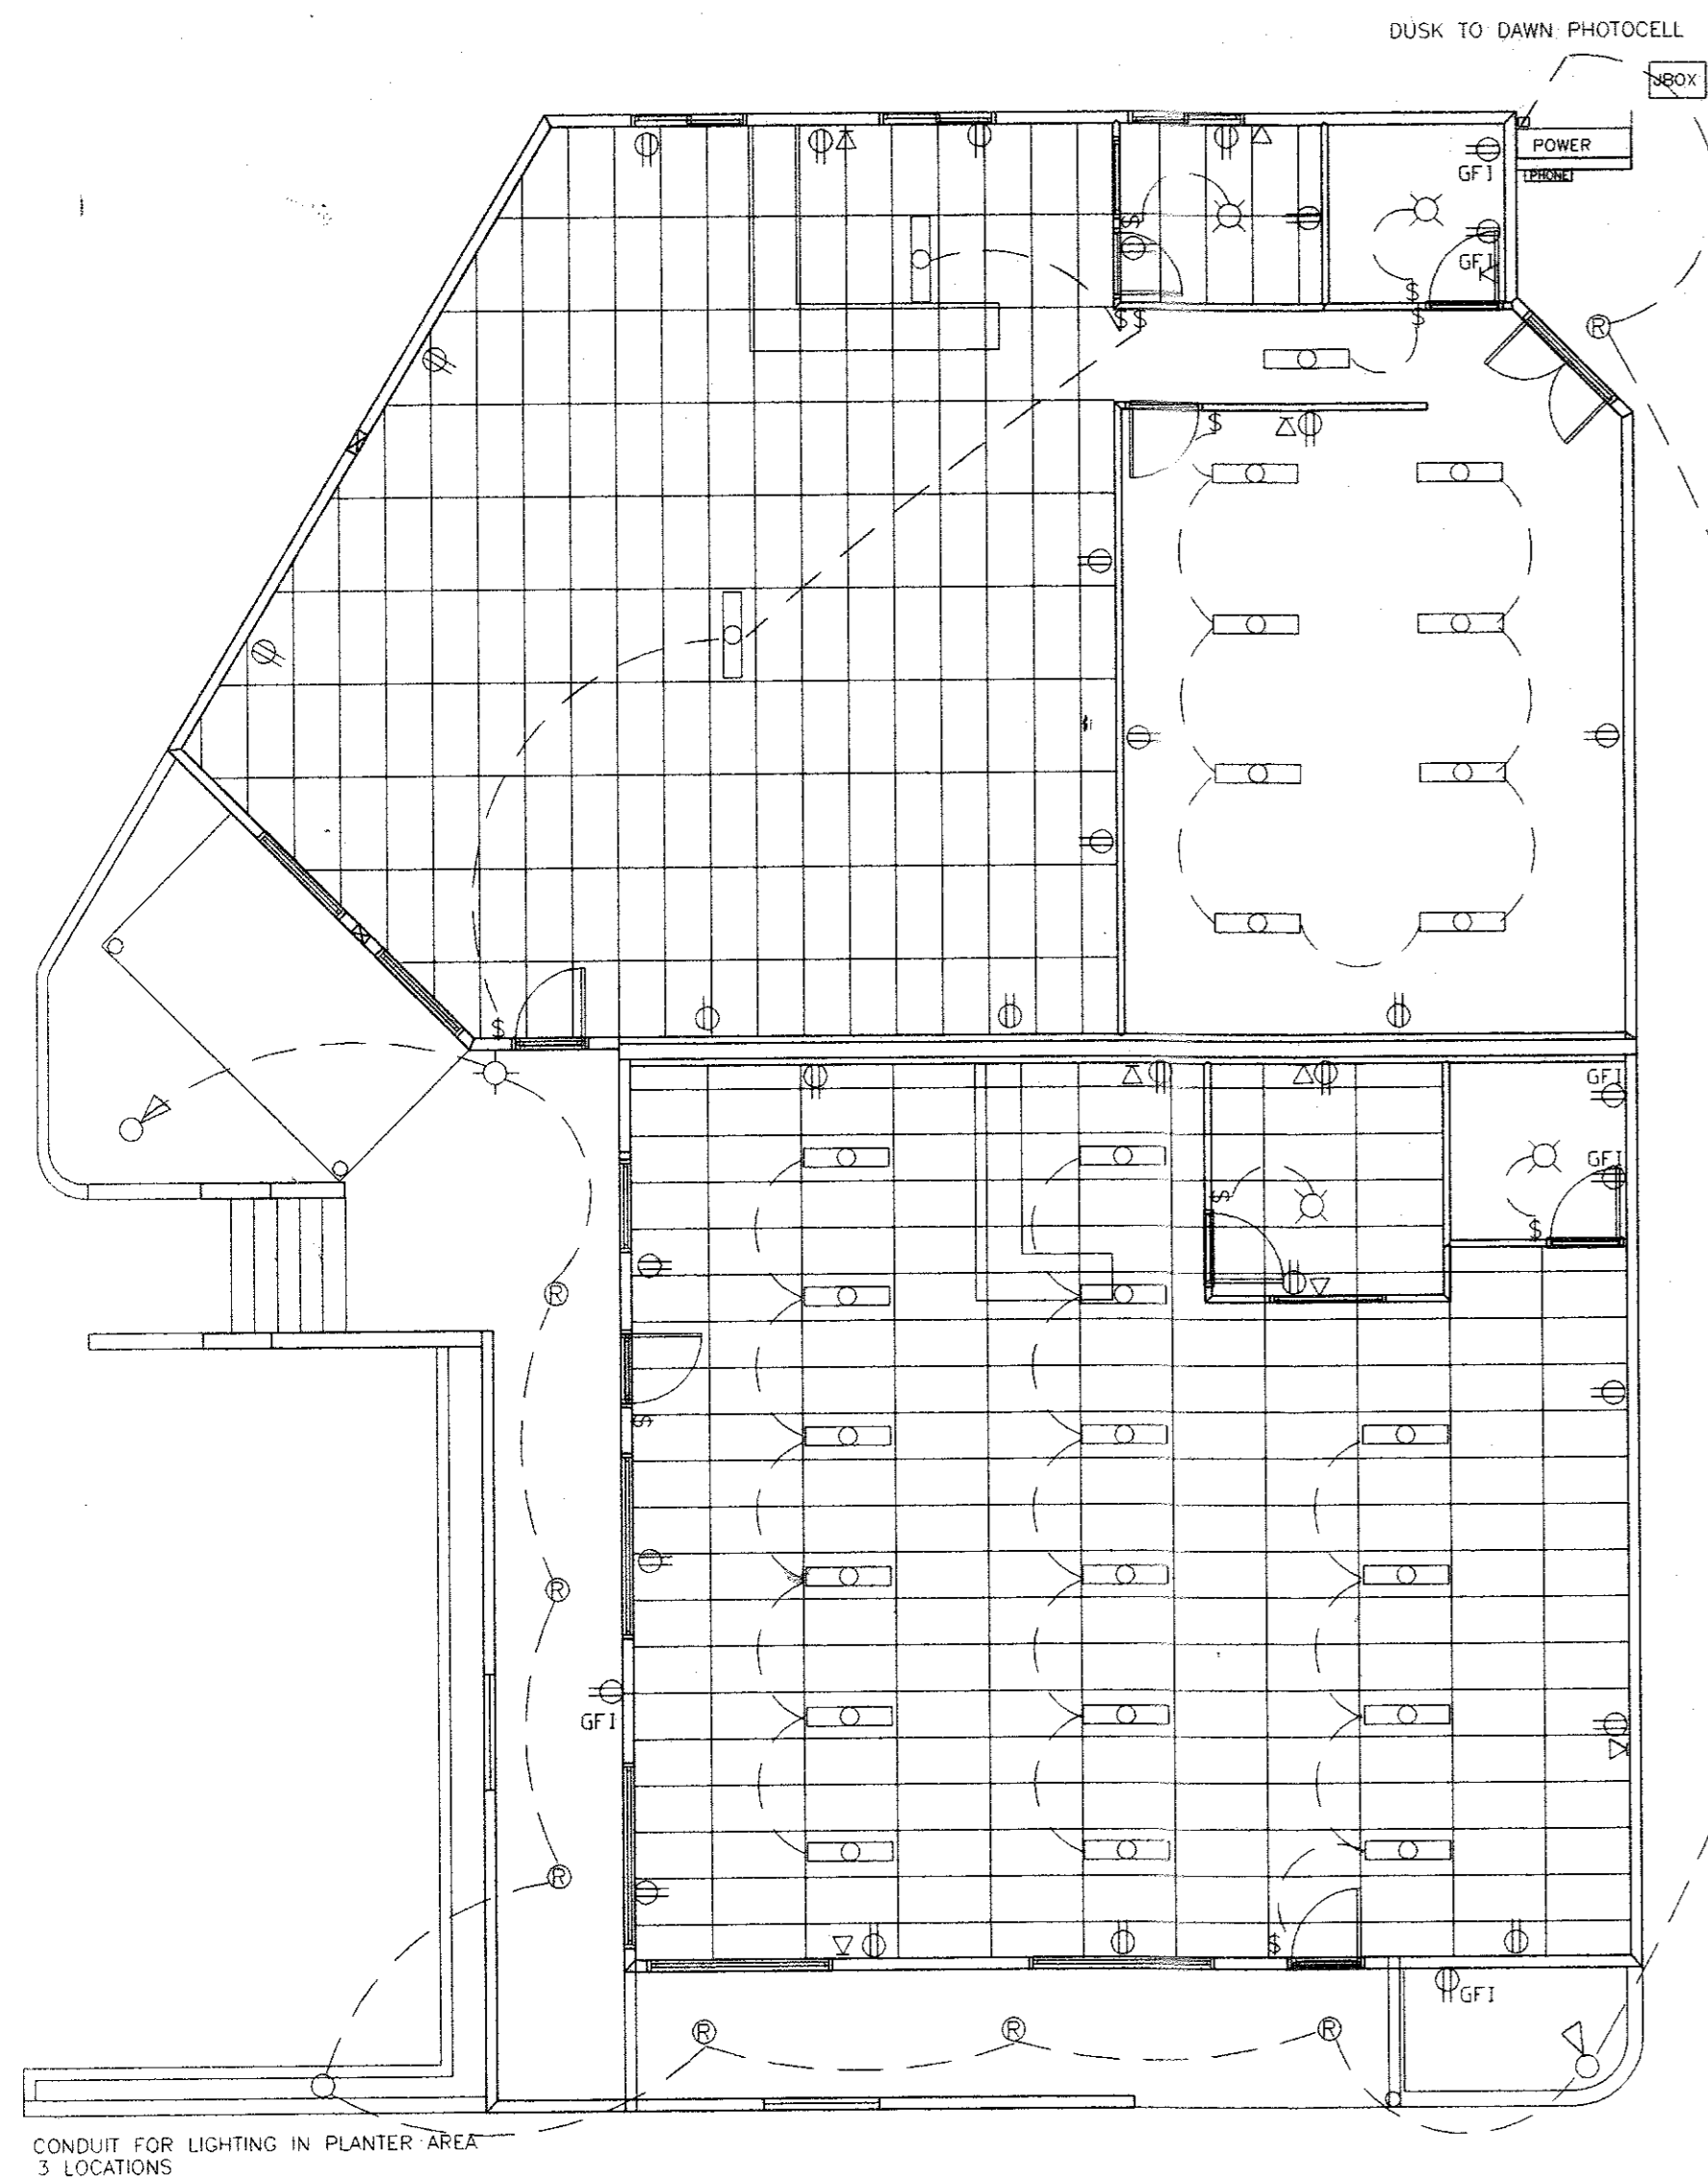 DUSK TO DAWN PHOTOCELL
JBOX
POWER
GFI
PHONE
$
GFI
$
$$
$
R
$
$
GFI
GFI
$
$
R
$
R
GFI
R
$
GFI
R
R
R
CONDUIT FOR LIGHTING IN PLANTER AREA
3 LOCATIONS